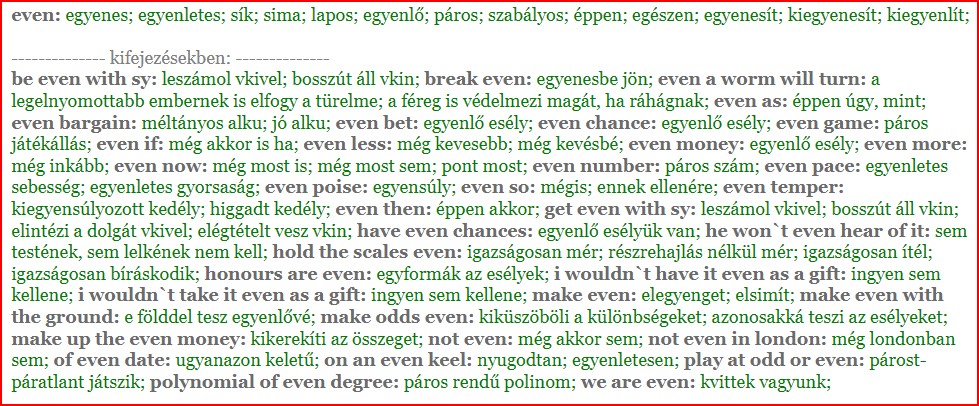 even: egyenes; egyenletes; sík; sima; lapos; egyenlő; páros; szabályos; éppen; egészen; egyenesít; kiegyenesít; kiegyenlít;
-------------- kifejezésekben: --------------
be even with sy: leszámol vkivel; bosszút áll vkin; break even: egyenesbe jön; even a worm will turn: a
legelnyomottabb embernek is elfogy a türelme; a féreg is védelmezi magát, ha ráhágnak; even as: éppen úgy, mint;
even bargain: méltányos alku; jó alku; even bet: egyenlő esély; even chance: egyenlő esély; even game: páros
játékállás; even if: még akkor is ha; even less: még kevesebb; még kevésbé; even money: egyenlő esély; even more:
még inkább; even now: még most is; még most sem; pont most; even number: páros szám; even pace: egyenletes
sebesség; egyenletes gyorsaság; even poise: egyensúly; even so: mégis; ennek ellenére; even temper:
kiegyensúlyozott kedély; higgadt kedély; even then: éppen akkor; get even with sy: leszámol vkivel; bosszút áll vkin;
elintézi a dolgát vkivel; elégtételt vesz vkin; have even chances: egyenlő esélyük van; he won`t even hear of it: sem
testének, sem lelkének nem kell; hold the scales even: igazságosan mér; részrehajlás nélkül mér; igazságosan ítél;
igazságosan bíráskodik; honours are even: egyformák az esélyek; i wouldn`t have it even as a gift: ingyen sem
kellene; i wouldn`t take it even as a gift: ingyen sem kellene; make even: elegyenget; elsimít; make even with
the ground: e földdel tesz egyenlővé; make odds even: kiküszöböli a különbségeket; azonosakká teszi az esélyeket;
make up the even money: kikerekíti az összeget; not even: még akkor sem; not even in london: még londonban
sem; of even date: ugyanazon keletű; on an even keel: nyugodtan; egyenletesen; play at odd or even: párost-
páratlant játszik; polynomial of even degree: páros rendű polinom; we are even: kvittek vagyunk;